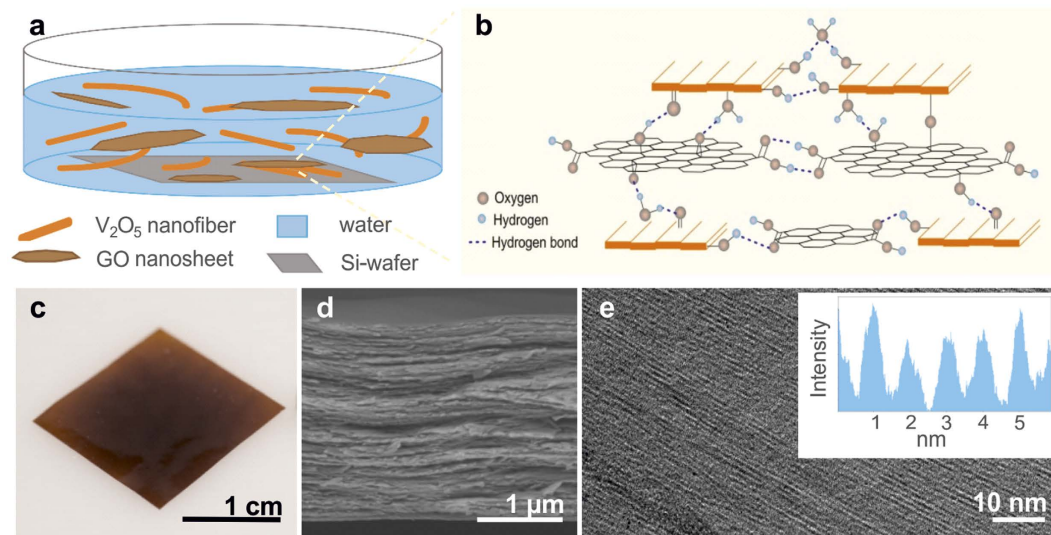 a
V₂O₅ nanofiber
water
GO nanosheet
Si-wafer
b
Oxygen
Hydrogen
Hydrogen bond
c
1 cm
d
1 µm
e
Intensity
1 2 3 4 5
nm
10 nm